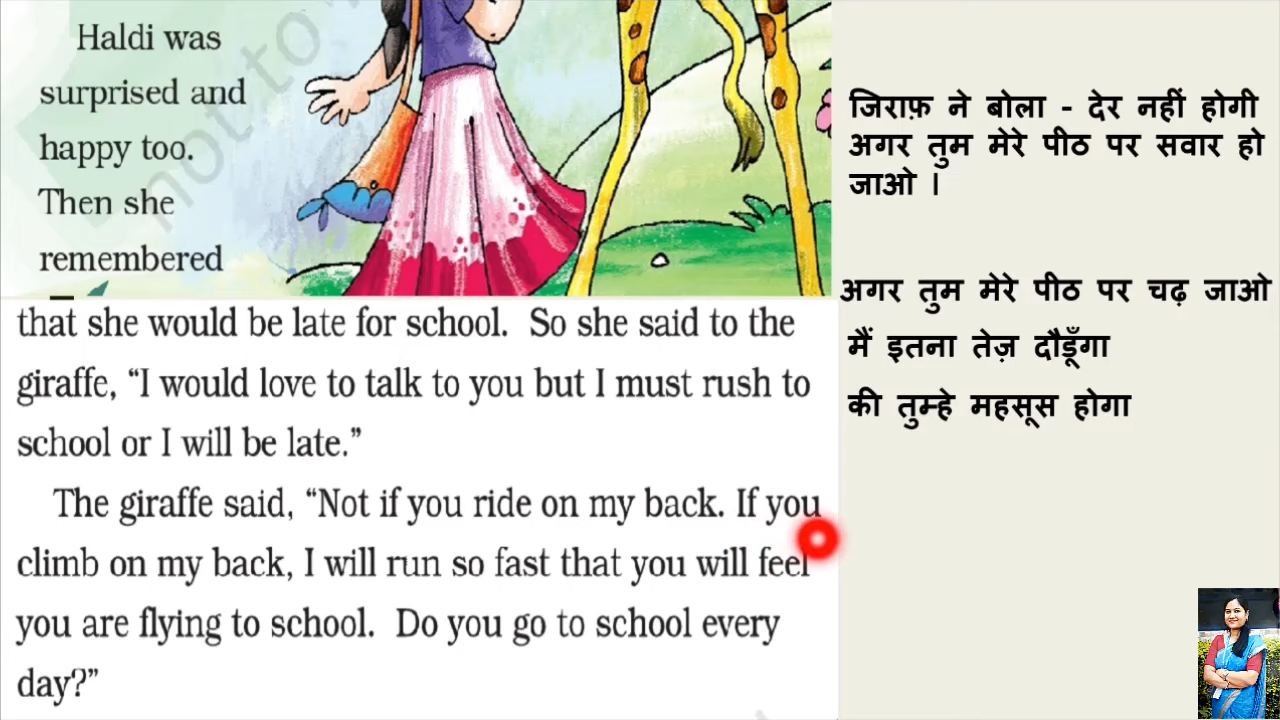 Haldi was
surprised and
happy too.
Then she
remembered
that she would be late for school. So she said to the
giraffe, “I would love to talk to you but I must rush to
school or I will be late.”
The giraffe said, “Not if you ride on my back. If you
climb on my back, I will run so fast that you will feel
you are flying to school. Do you go to school every
day?”
जिराफ़ ने बोला - देर नहीं होगी
अगर तुम मेरे पीठ पर सवार हो
जाओ ।
अगर तुम मेरे पीठ पर चढ़ जाओ
मैं इतना तेज़ दौडूँगा
की तुम्हे महसूस होगा
not to